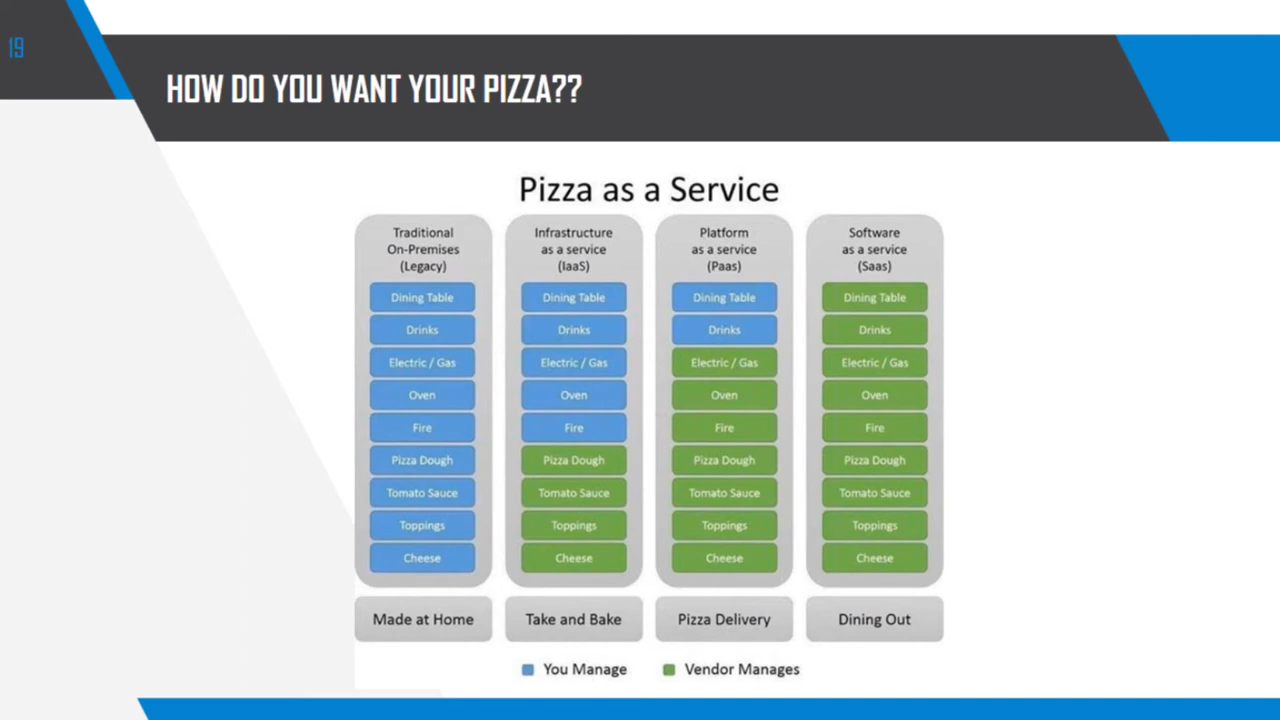 19
HOW DO YOU WANT YOUR PIZZA??
Pizza as a Service
Traditional
On-Premises
(Legacy)
Dining Table
Drinks
Electric / Gas
Oven
Fire
Pizza Dough
Tomato Sauce
Toppings
Cheese
Made at Home
Infrastructure
as a service
(IaaS)
Dining Table
Drinks
Electric / Gas
Oven
Fire
Pizza Dough
Tomato Sauce
Toppings
Cheese
Take and Bake
Platform
as a service
(Paas)
Dining Table
Drinks
Electric / Gas
Oven
Fire
Pizza Dough
Tomato Sauce
Toppings
Cheese
Pizza Delivery
Software
as a service
(Saas)
Dining Table
Drinks
Electric / Gas
Oven
Fire
Pizza Dough
Tomato Sauce
Toppings
Cheese
Dining Out
You Manage
Vendor Manages